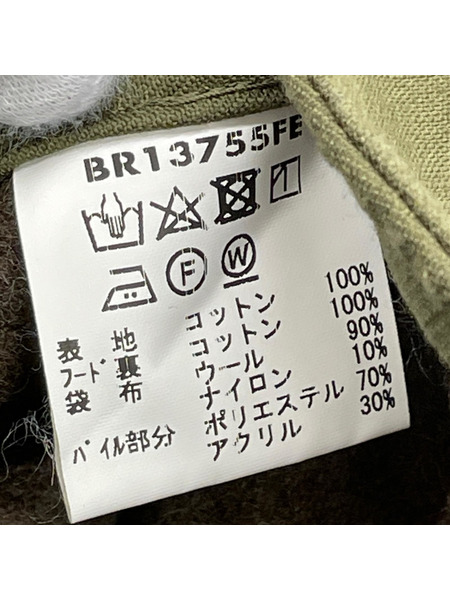 BR13755FE
F W
コットン 100%
表地 コットン 100%
フード裏 ウール 90%
袋布 ナイロン 10%
ポリエステル 70%
パイル部分 アクリル 30%